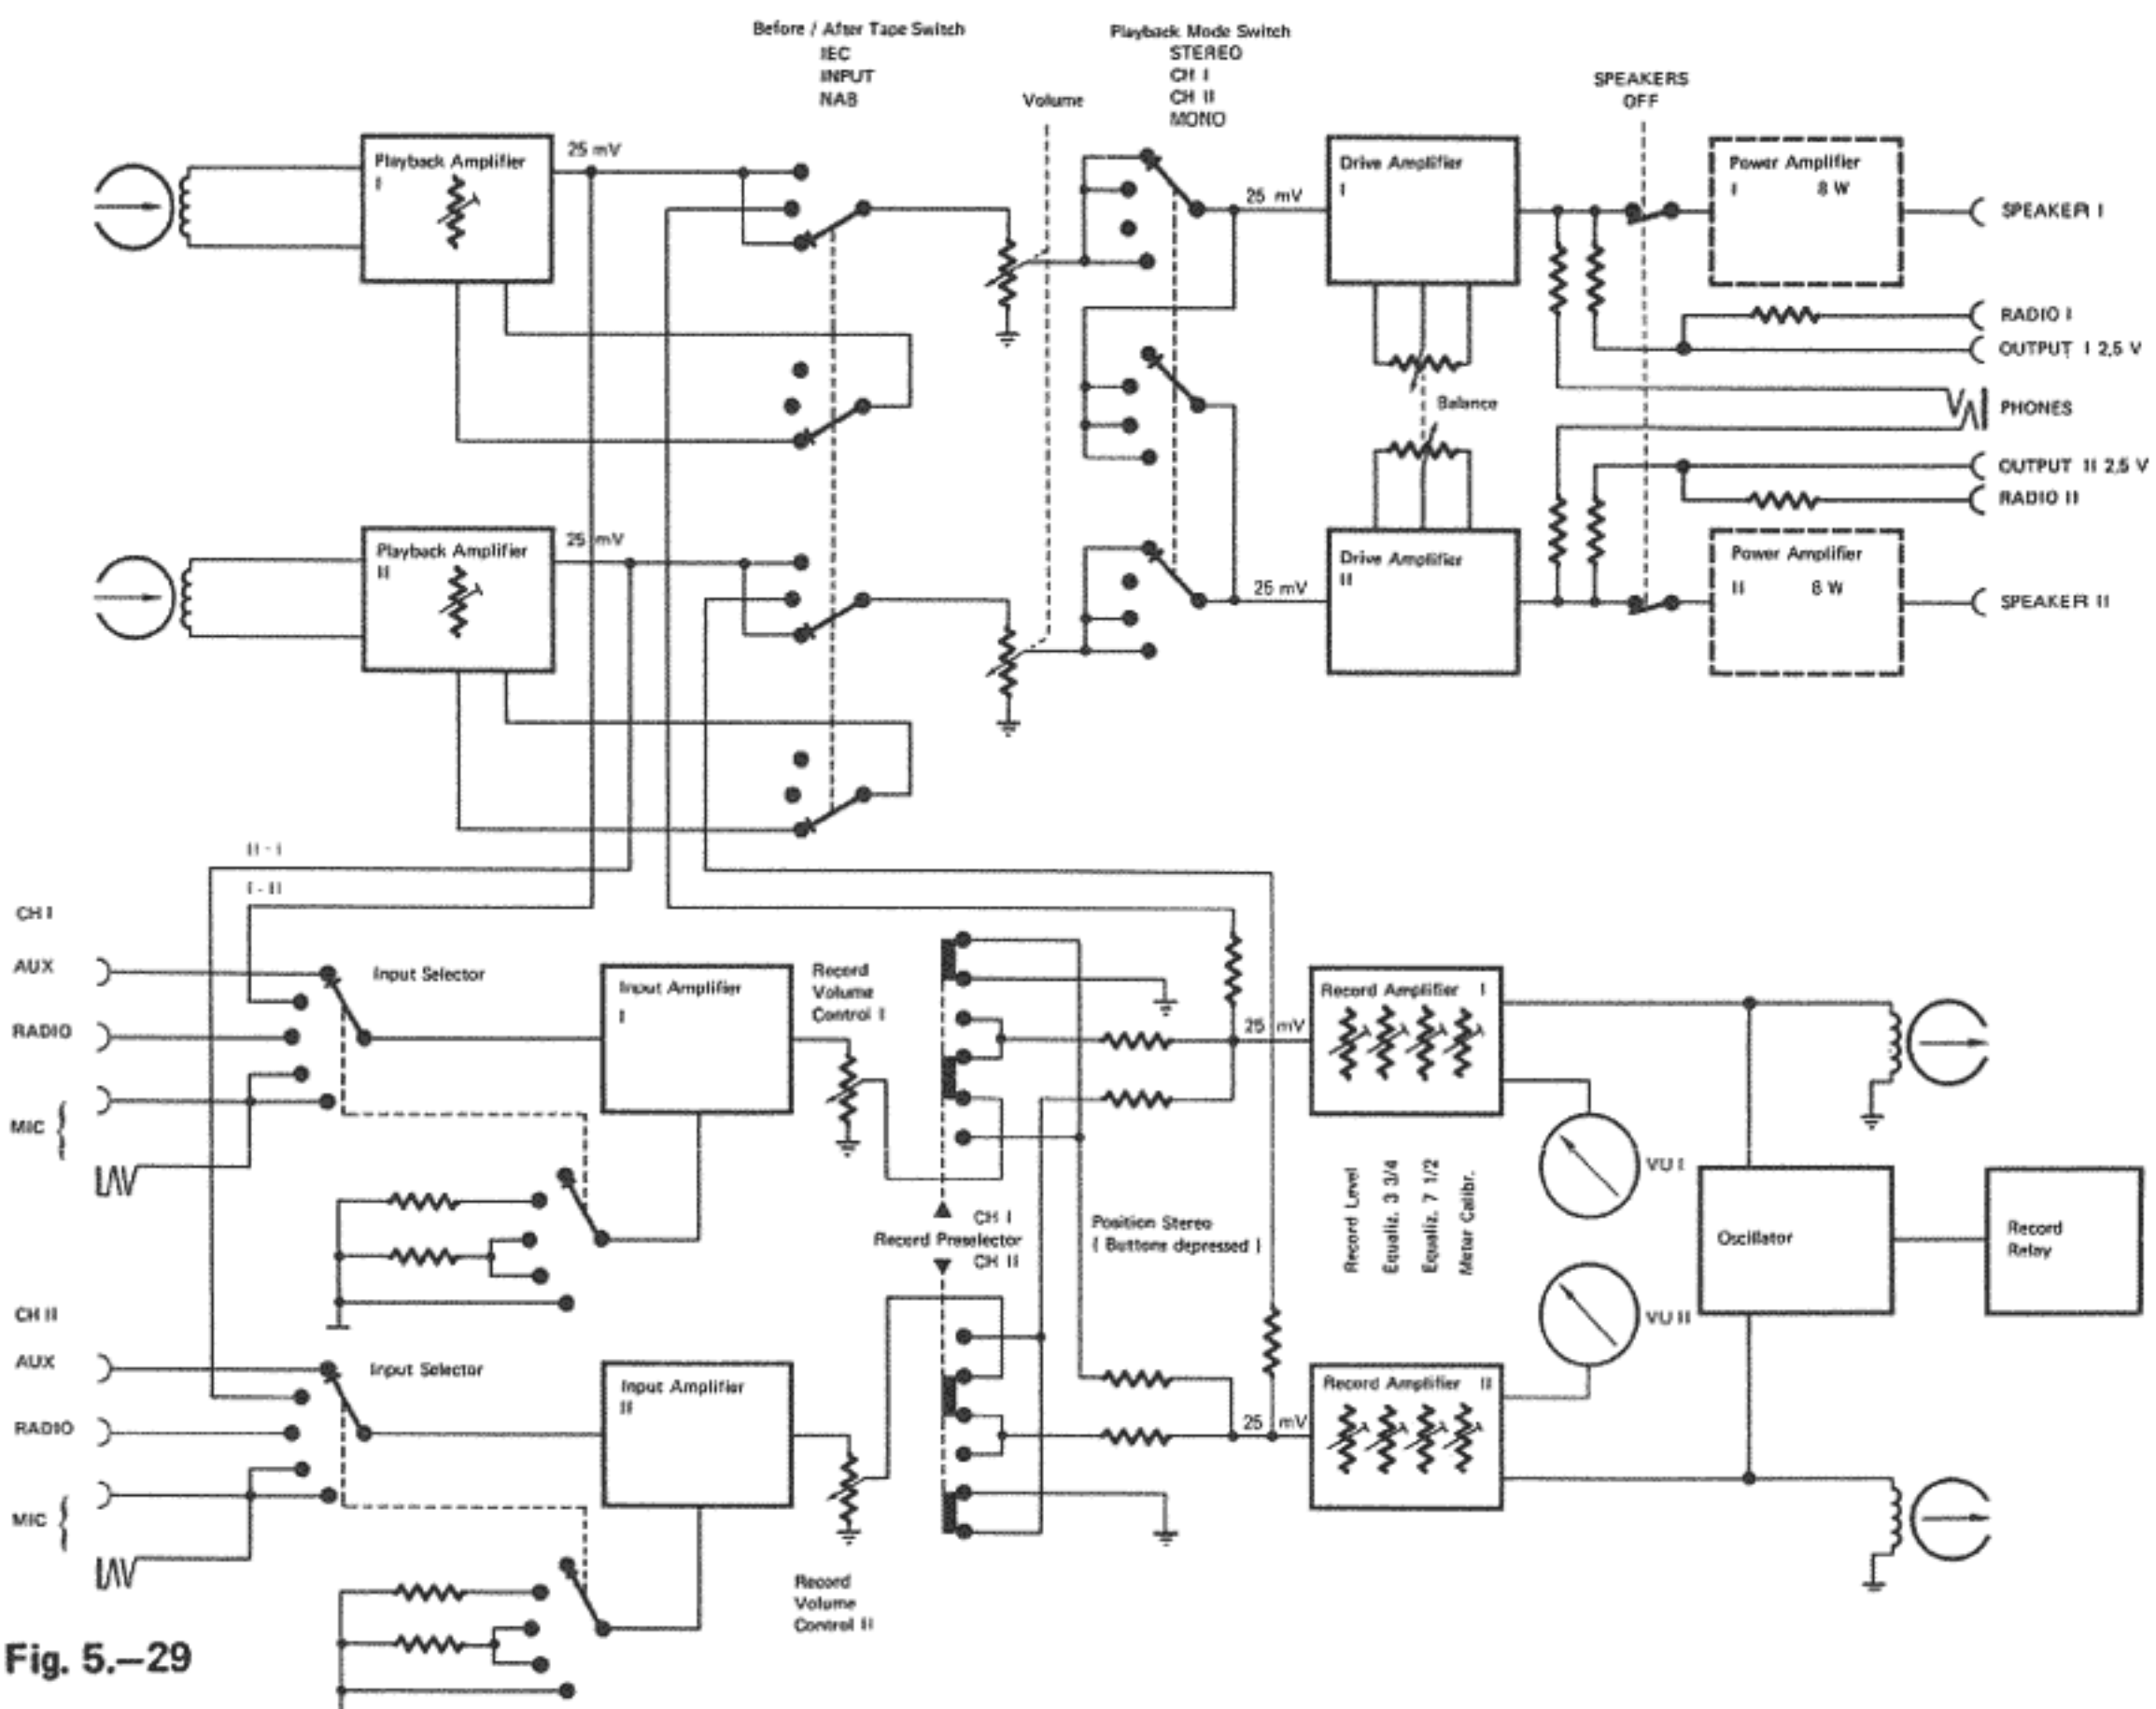 Before / After Tape Switch
IEC
INPUT
NAB
Playback Mode Switch
STEREO
CH I
CH II
MONO
Volume
SPEAKERS
OFF
Playback Amplifier
I
25 mV
25 mV
Drive Amplifier
I
Power Amplifier
I 8 W
SPEAKER I
RADIO I
OUTPUT I 2,5 V
Balance
PHONES
OUTPUT II 2,5 V
RADIO II
Playback Amplifier
II
25 mV
25 mV
Drive Amplifier
II
Power Amplifier
II 8 W
SPEAKER II
II - I
I - II
CH I
AUX
Input Selector
RADIO
MIC
Input Amplifier
I
Record
Volume
Control I
25 mV
Record Amplifier I
Record Level
Equaliz. 3 3/4
Equaliz. 7 1/2
Meter Calibr.
VU I
CH I
Record Preselector
CH II
Position Stereo
( Buttons depressed )
Oscillator
Record
Relay
VU II
CH II
AUX
Input Selector
RADIO
MIC
Input Amplifier
II
25 mV
Record Amplifier II
Record
Volume
Control II
Fig. 5.—29